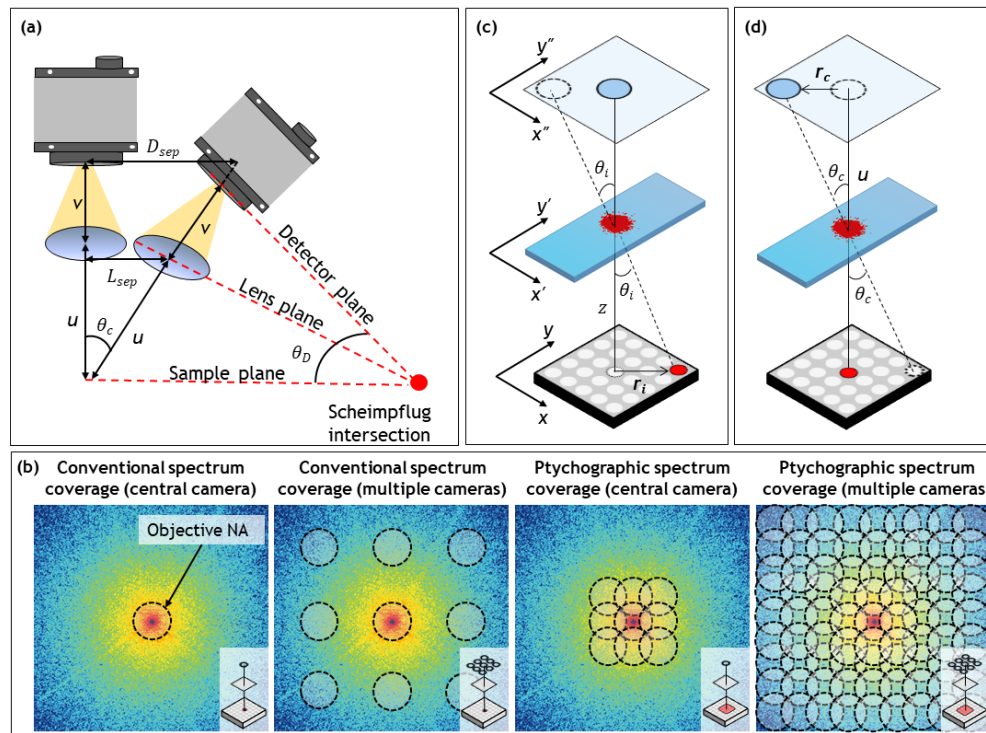 (a)
D_sep
v
v
L_sep
u
θ_c
u
Detector plane
Lens plane
θ_D
Sample plane
Scheimpflug
intersection
(c)
y″
x″
θ_i
y′
x′
θ_i
z
y
r_i
x
(d)
r_c
θ_c
u
θ_c
(b)
Conventional spectrum
coverage (central camera)
Objective NA
Conventional spectrum
coverage (multiple cameras)
Ptychographic spectrum
coverage (central camera)
Ptychographic spectrum
coverage (multiple cameras